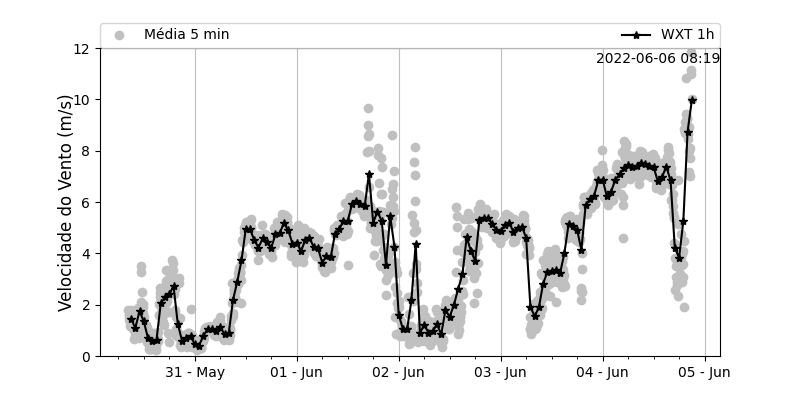 Média 5 min
WXT 1h
2022-06-06 08:19
Velocidade do Vento (m/s)
12
10
8
6
4
2
0
31 - May
01 - Jun
02 - Jun
03 - Jun
04 - Jun
05 - Jun